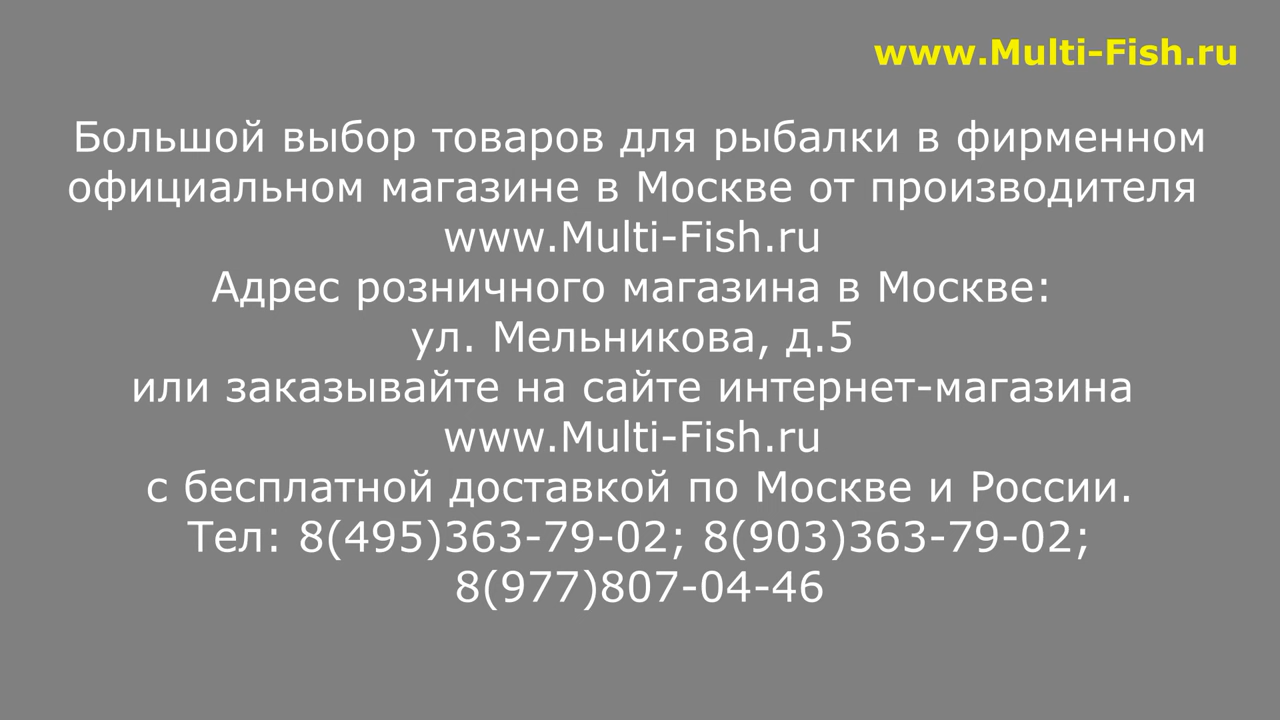 www.Multi-Fish.ru
Большой выбор товаров для рыбалки в фирменном
официальном магазине в Москве от производителя
www.Multi-Fish.ru
Адрес розничного магазина в Москве:
ул. Мельникова, д.5
или заказывайте на сайте интернет-магазина
www.Multi-Fish.ru
с бесплатной доставкой по Москве и России.
Тел: 8(495)363-79-02; 8(903)363-79-02;
8(977)807-04-46